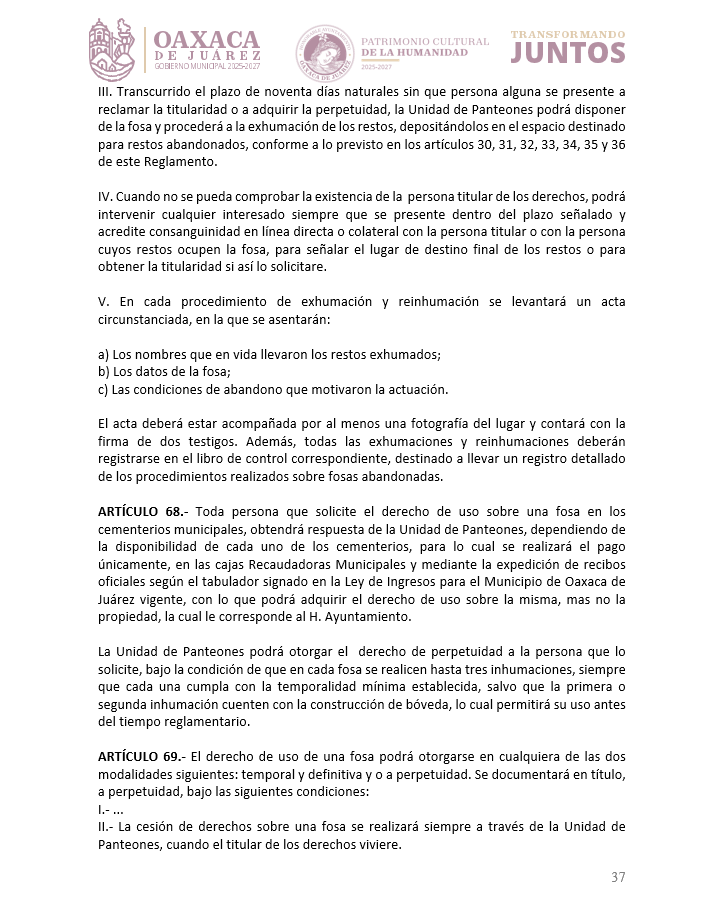 OAXACA
DE JUÁREZ
GOBIERNO MUNICIPAL 2025-2027
PATRIMONIO CULTURAL
DE LA HUMANIDAD
2025-2027
TRANSFORMANDO
JUNTOS
III. Transcurrido el plazo de noventa días naturales sin que persona alguna se presente a
reclamar la titularidad o a adquirir la perpetuidad, la Unidad de Panteones podrá disponer
de la fosa y procederá a la exhumación de los restos, depositándolos en el espacio destinado
para restos abandonados, conforme a lo previsto en los artículos 30, 31, 32, 33, 34, 35 y 36
de este Reglamento.
IV. Cuando no se pueda comprobar la existencia de la persona titular de los derechos, podrá
intervenir cualquier interesado siempre que se presente dentro del plazo señalado y
acredite consanguinidad en línea directa o colateral con la persona titular o con la persona
cuyos restos ocupen la fosa, para señalar el lugar de destino final de los restos o para
obtener la titularidad si así lo solicitare.
V. En cada procedimiento de exhumación y reinhumación se levantará un acta
circunstanciada, en la que se asentarán:
a) Los nombres que en vida llevaron los restos exhumados;
b) Los datos de la fosa;
c) Las condiciones de abandono que motivaron la actuación.
El acta deberá estar acompañada por al menos una fotografía del lugar y contará con la
firma de dos testigos. Además, todas las exhumaciones y reinhumaciones deberán
registrarse en el libro de control correspondiente, destinado a llevar un registro detallado
de los procedimientos realizados sobre fosas abandonadas.
ARTÍCULO 68.- Toda persona que solicite el derecho de uso sobre una fosa en los
cementerios municipales, obtendrá respuesta de la Unidad de Panteones, dependiendo de
la disponibilidad de cada uno de los cementerios, para lo cual se realizará el pago
únicamente, en las cajas Recaudadoras Municipales y mediante la expedición de recibos
oficiales según el tabulador signado en la Ley de Ingresos para el Municipio de Oaxaca de
Juárez vigente, con lo que podrá adquirir el derecho de uso sobre la misma, mas no la
propiedad, la cual le corresponde al H. Ayuntamiento.
La Unidad de Panteones podrá otorgar el derecho de perpetuidad a la persona que lo
solicite, bajo la condición de que en cada fosa se realicen hasta tres inhumaciones, siempre
que cada una cumpla con la temporalidad mínima establecida, salvo que la primera o
segunda inhumación cuenten con la construcción de bóveda, lo cual permitirá su uso antes
del tiempo reglamentario.
ARTÍCULO 69.- El derecho de uso de una fosa podrá otorgarse en cualquiera de las dos
modalidades siguientes: temporal y definitiva y o a perpetuidad. Se documentará en título,
a perpetuidad, bajo las siguientes condiciones:
I.- ...
II.- La cesión de derechos sobre una fosa se realizará siempre a través de la Unidad de
Panteones, cuando el titular de los derechos viviere.
37